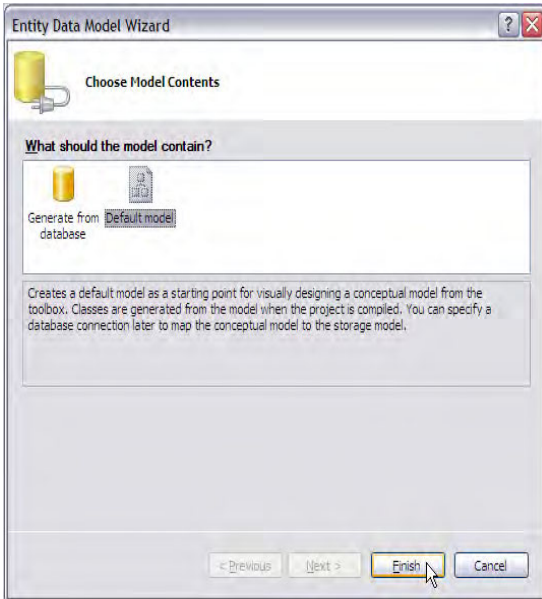 Entity Data Model Wizard
?
X
Choose Model Contents
What should the model contain?
Generate from
database
Default model
Creates a default model as a starting point for visually designing a conceptual model from the
toolbox. Classes are generated from the model when the project is compiled. You can specify a
database connection later to map the conceptual model to the storage model.
< Previous
Next >
Finish
Cancel